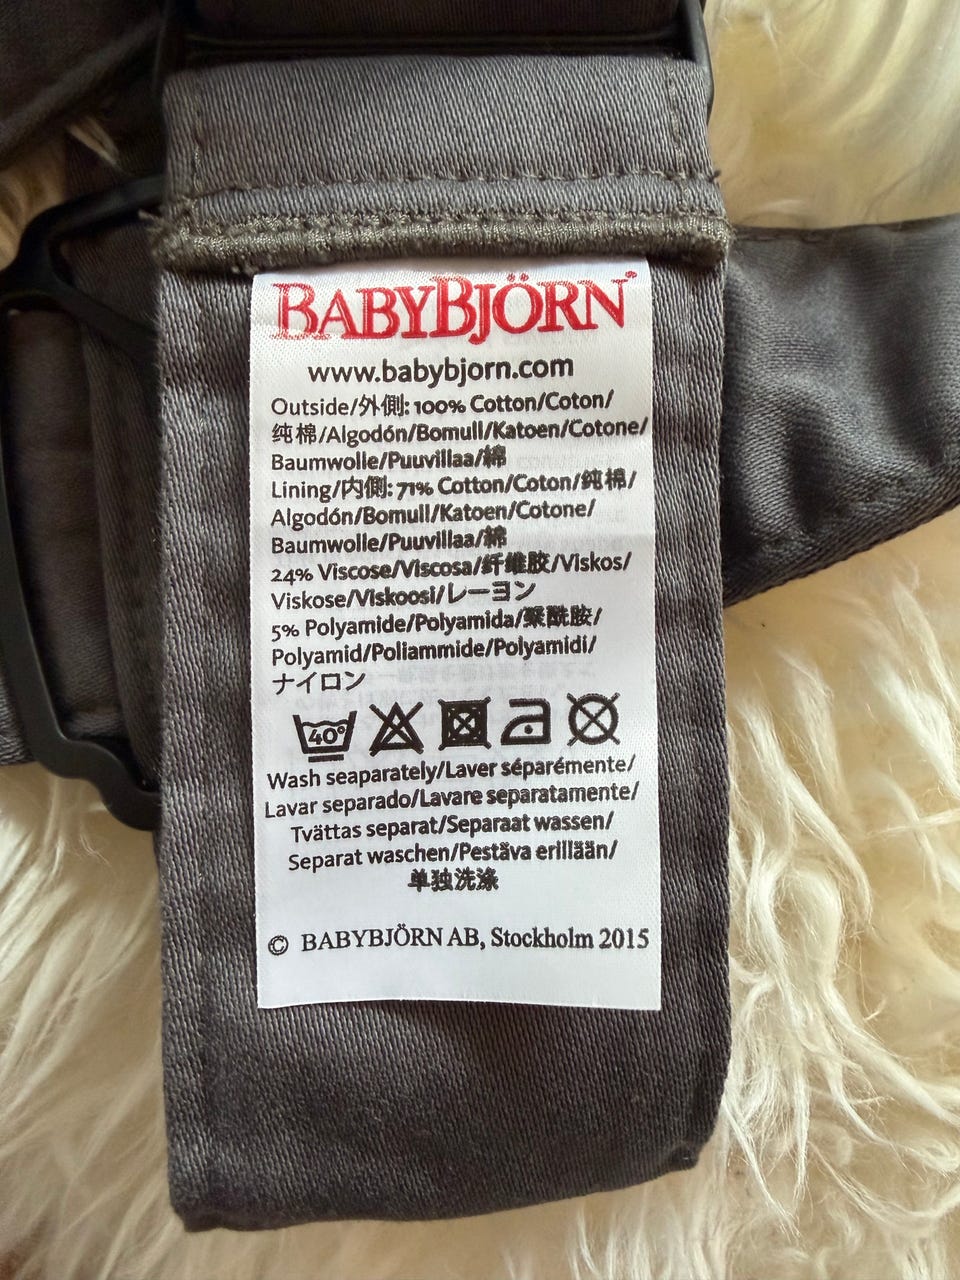 BABYBJÖRN®
www.babybjorn.com
Outside/外側: 100% Cotton/Coton/
纯棉/Algodón/Bomull/Katoen/Cotone/
Baumwolle/Puuvillaa/綿
Lining/内側: 71% Cotton/Coton/纯棉/
Algodón/Bomull/Katoen/Cotone/
Baumwolle/Puuvillaa/綿
24% Viscose/Viscosa/纤维胶/Viskos/
Viskose/Viskoosi/レーヨン
5% Polyamide/Polyamida/聚酰胺/
Polyamid/Poliammide/Polyamidi/
ナイロン
40°
Wash seaparately/Laver séparémente/
Lavar separado/Lavare separatamente/
Tvättas separat/Separaat wassen/
Separat waschen/Pestäva erillään/
单独洗涤
© BABYBJÖRN AB, Stockholm 2015